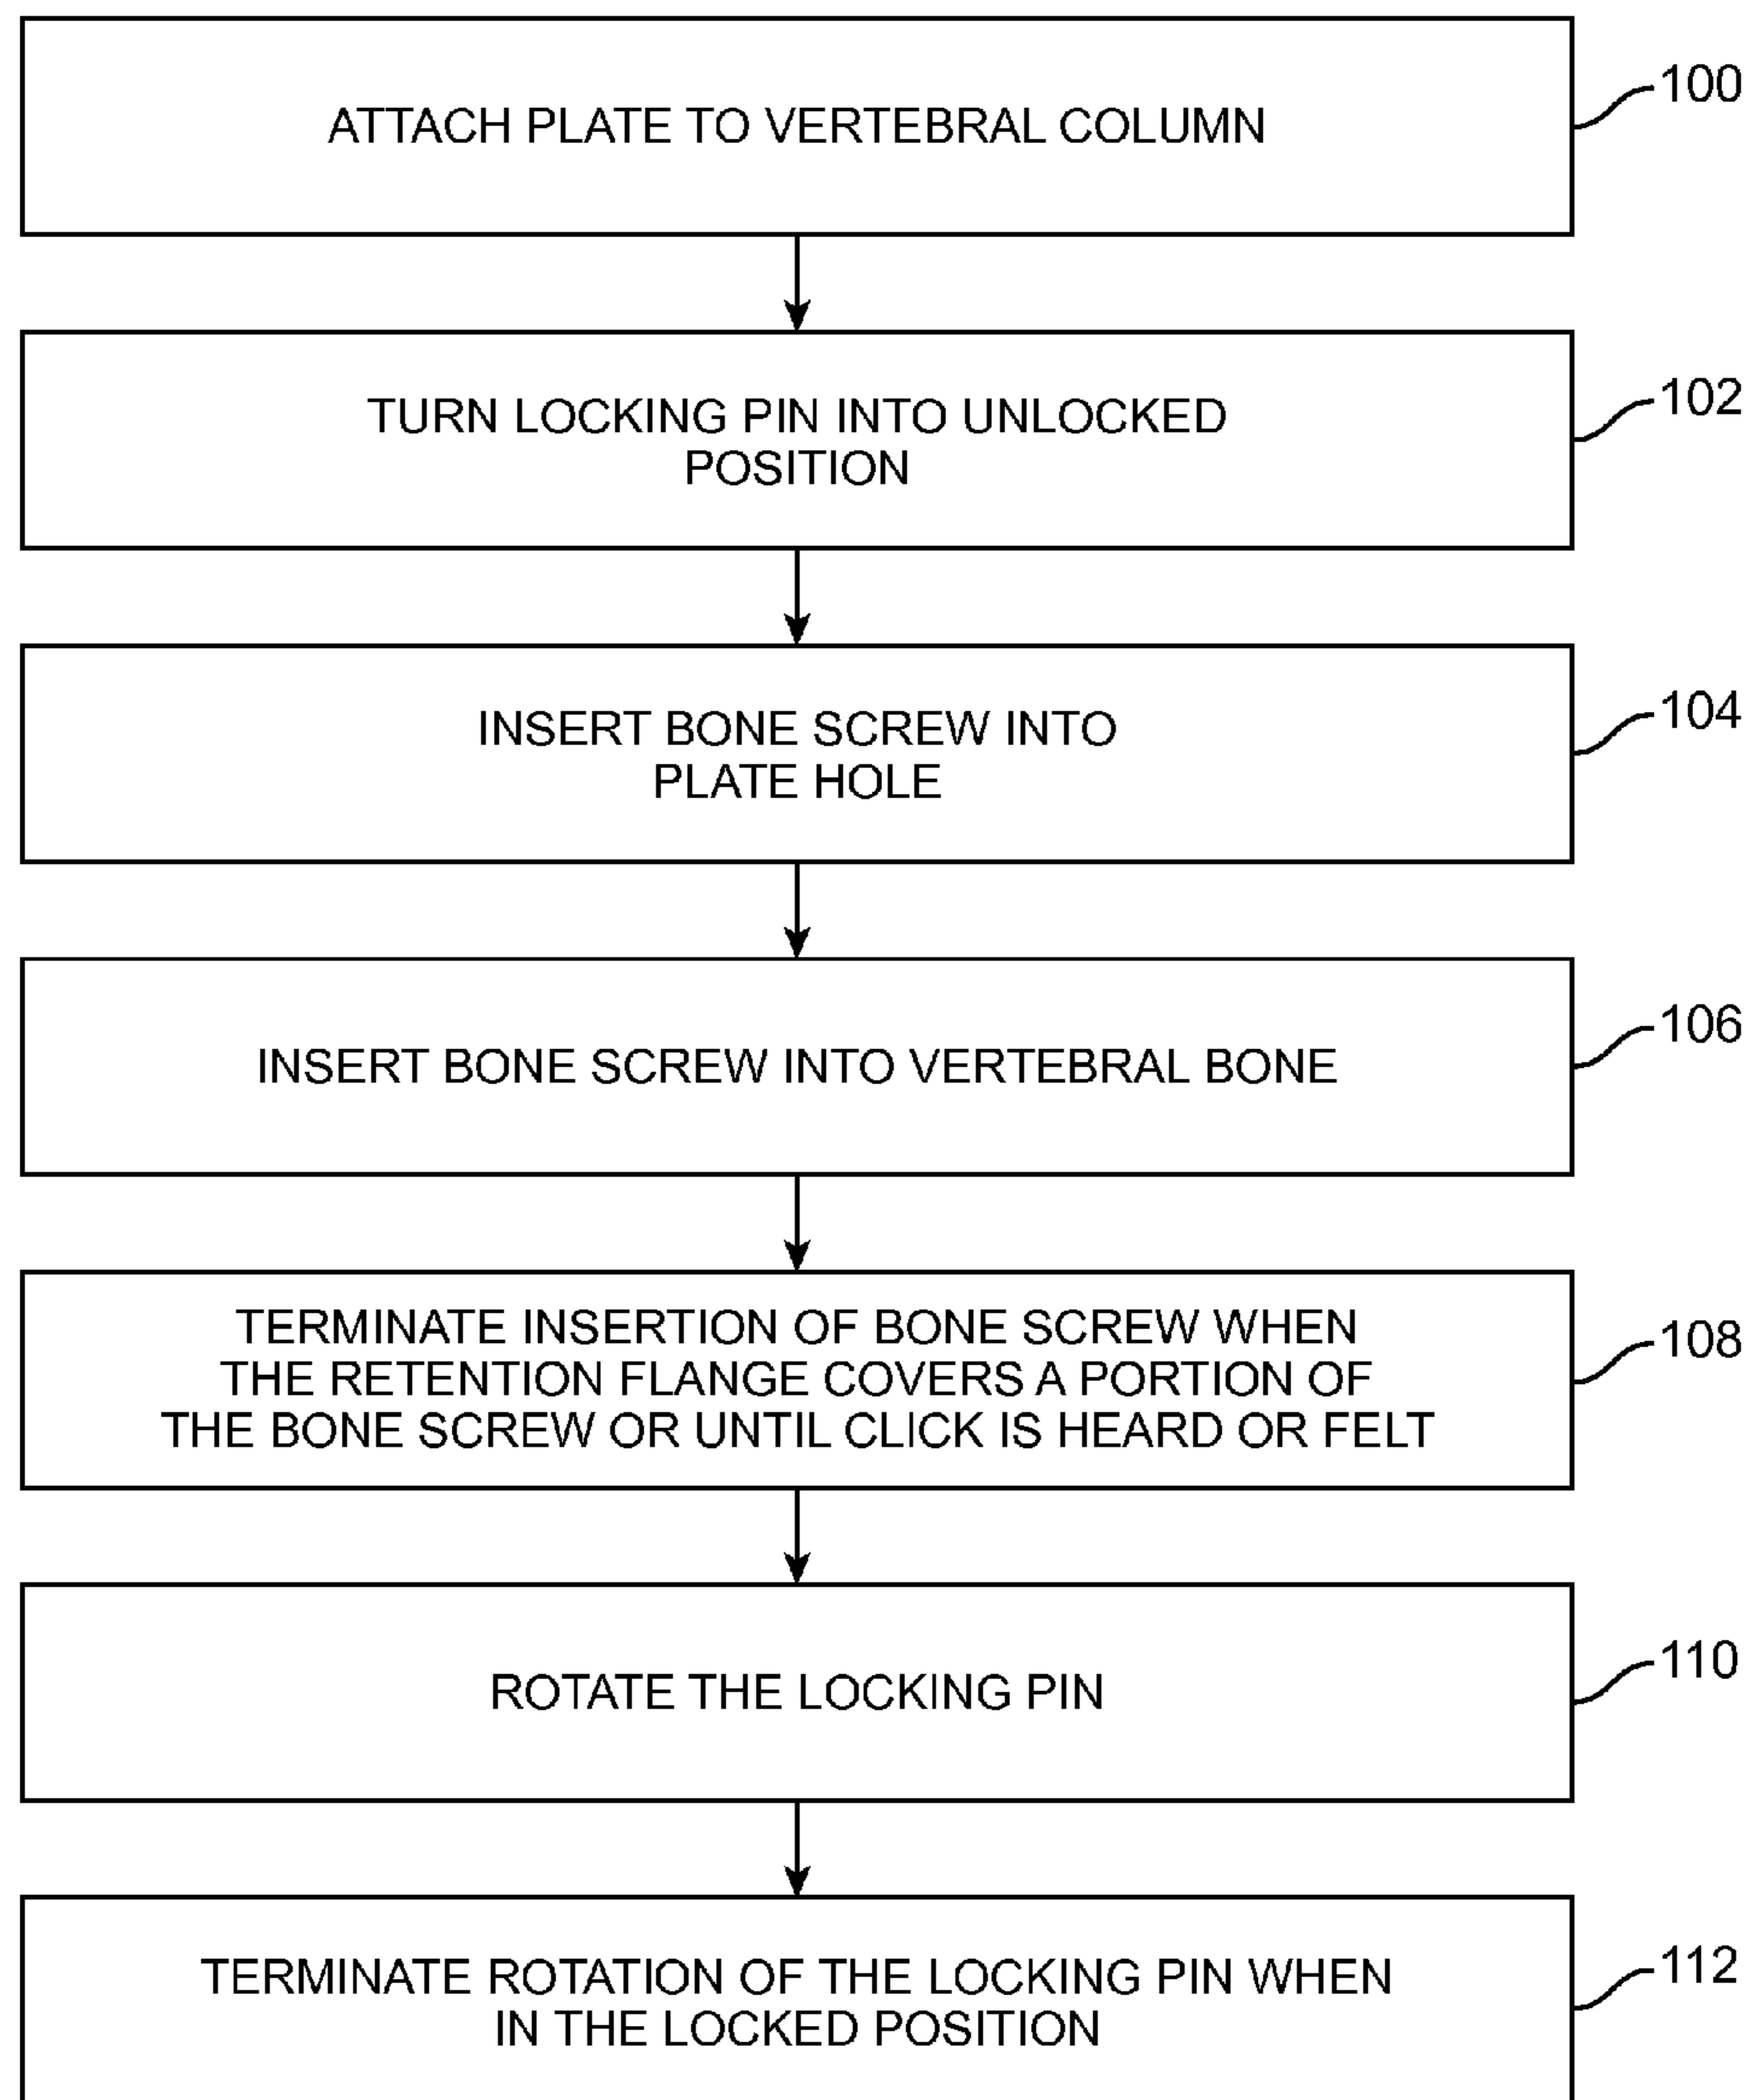 ATTACH PLATE TO VERTEBRAL COLUMN
100
TURN LOCKING PIN INTO UNLOCKED
POSITION
102
INSERT BONE SCREW INTO
PLATE HOLE
104
INSERT BONE SCREW INTO VERTEBRAL BONE
106
TERMINATE INSERTION OF BONE SCREW WHEN
THE RETENTION FLANGE COVERS A PORTION OF
THE BONE SCREW OR UNTIL CLICK IS HEARD OR FELT
108
ROTATE THE LOCKING PIN
110
TERMINATE ROTATION OF THE LOCKING PIN WHEN
IN THE LOCKED POSITION
112